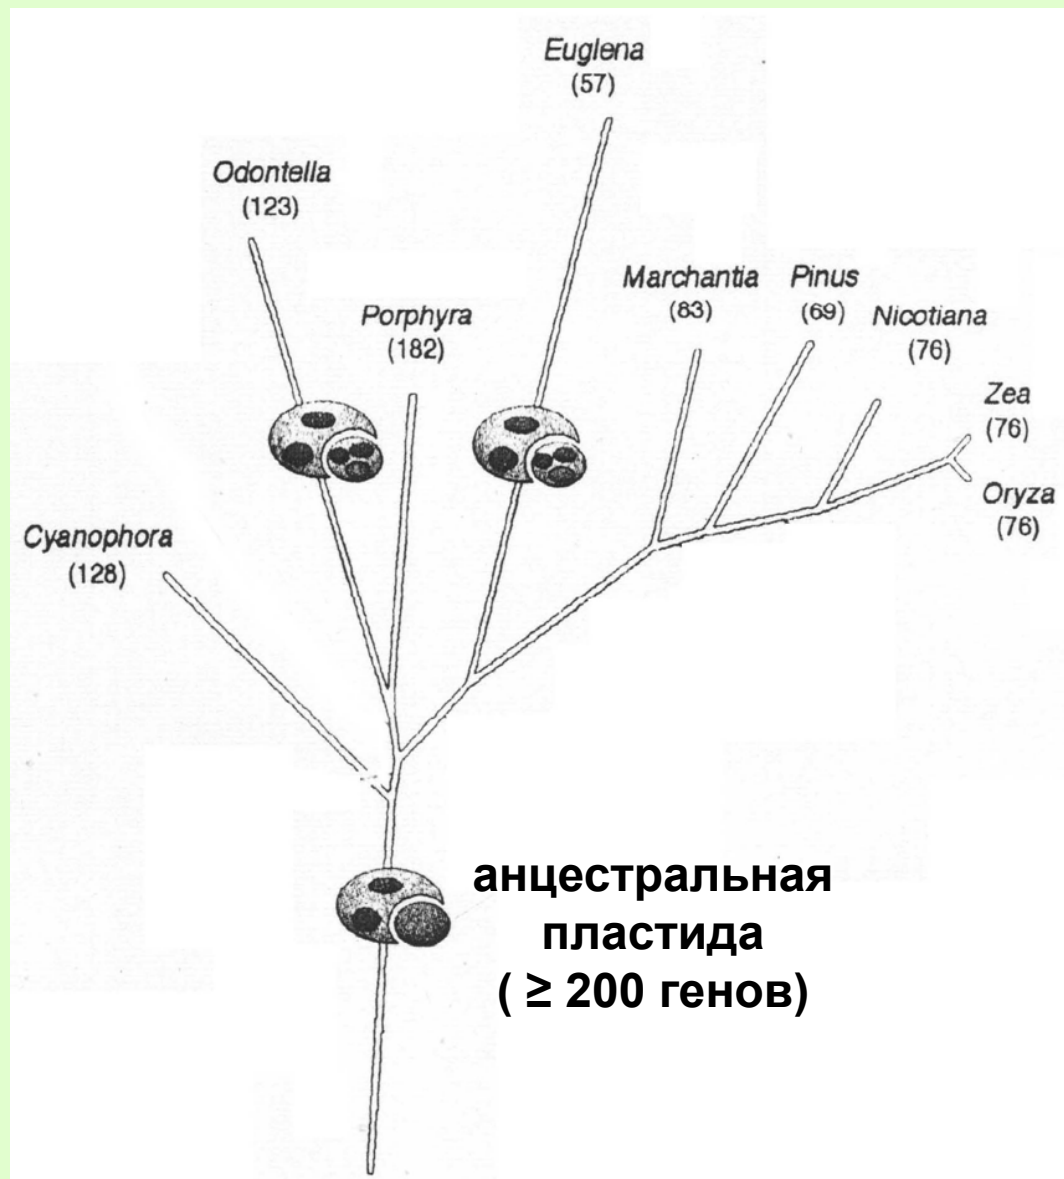 Euglena
(57)
Odontella
(123)
Porphyra
(182)
Marchantia
(83)
Pinus
(69)
Nicotiana
(76)
Zea
(76)
Oryza
(76)
Cyanophora
(128)
анцестральная
пластида
( ≥ 200 генов)